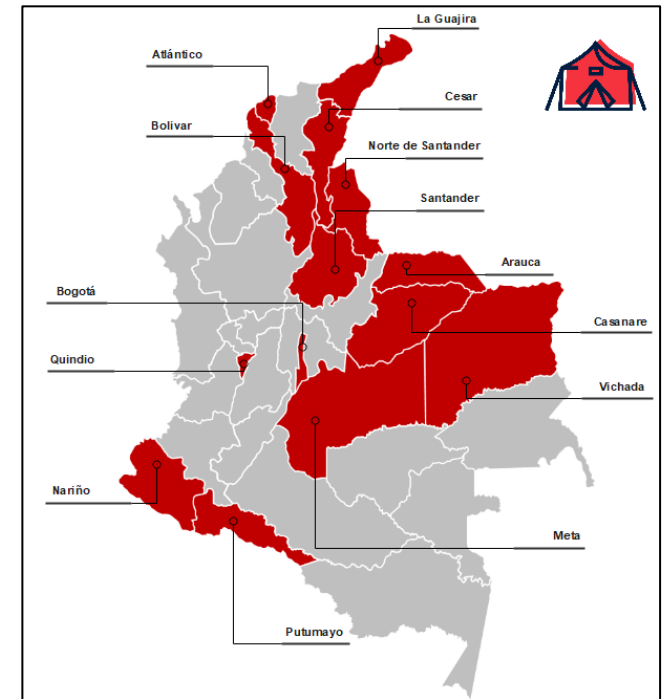 La Guajira
Atlántico
Cesar
Bolivar
Norte de Santander
Santander
Arauca
Bogotá
Casanare
Quindio
Vichada
Nariño
Meta
Putumayo